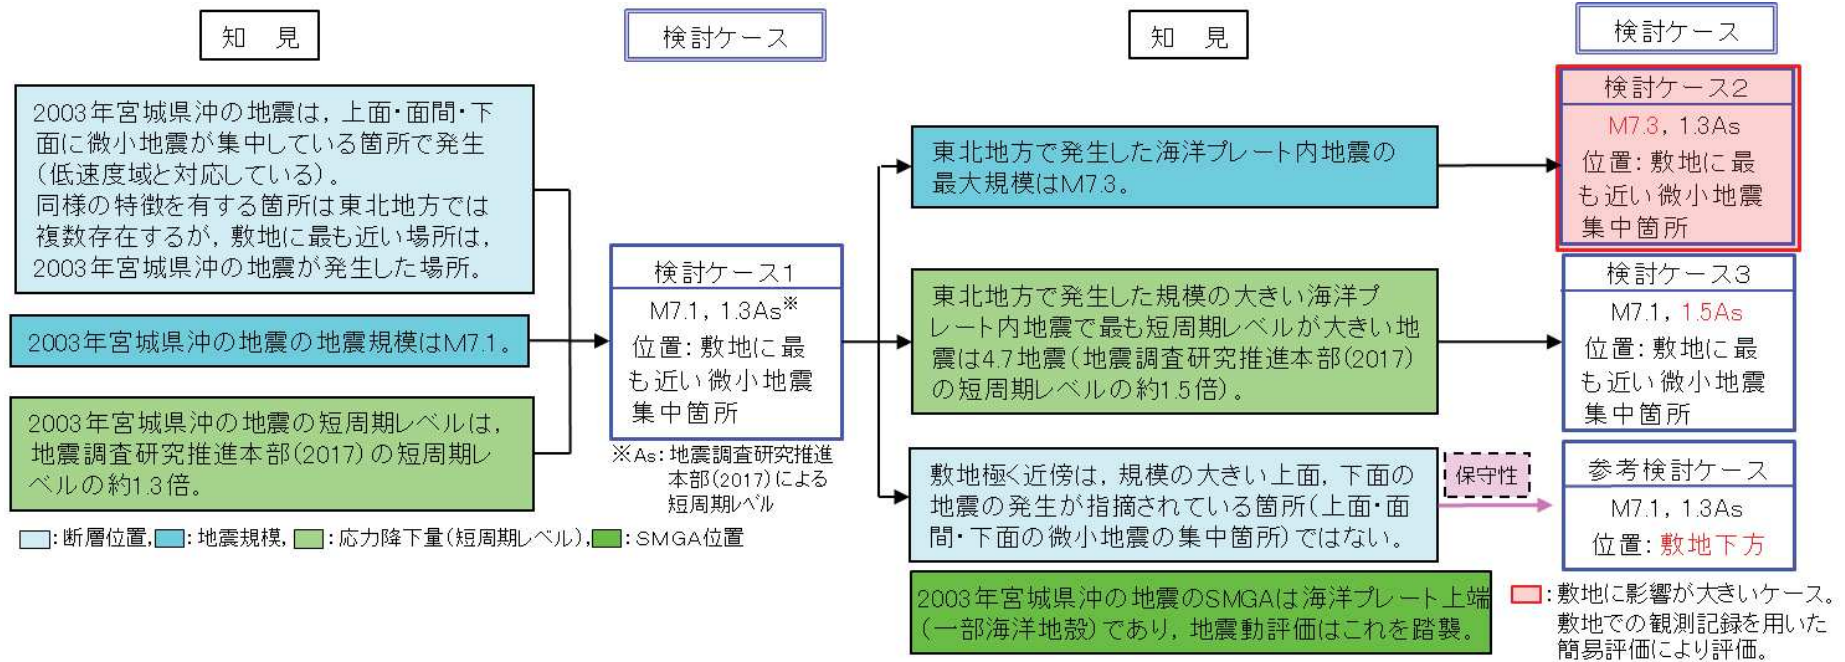 知　見
検討ケース
知　見
検討ケース
2003年宮城県沖の地震は，上面・面間・下
面に微小地震が集中している箇所で発生
（低速度域と対応している）。
同様の特徴を有する箇所は東北地方では
複数存在するが，敷地に最も近い場所は，
2003年宮城県沖の地震が発生した場所。
2003年宮城県沖の地震の地震規模はM7.1。
2003年宮城県沖の地震の短周期レベルは，
地震調査研究推進本部(2017)の短周期レ
ベルの約1.3倍。
検討ケース1
M7.1，1.3As※
位置：敷地に最
も近い微小地震
集中箇所
※As：地震調査研究推進
本部(2017)による
短周期レベル
：断層位置，：地震規模，：応力降下量(短周期レベル)，：SMGA位置
東北地方で発生した海洋プレート内地震の
最大規模はM7.3。
東北地方で発生した規模の大きい海洋プ
レート内地震で最も短周期レベルが大きい地
震は4.7地震（地震調査研究推進本部(2017)
の短周期レベルの約1.5倍）。
敷地極く近傍は，規模の大きい上面，下面の
地震の発生が指摘されている箇所（上面・面
間・下面の微小地震の集中箇所）ではない。
2003年宮城県沖の地震のSMGAは海洋プレート上端
（一部海洋地殻）であり，地震動評価はこれを踏襲。
保守性
検討ケース2
M7.3，1.3As
位置：敷地に最
も近い微小地震
集中箇所
検討ケース3
M7.1，1.5As
位置：敷地に最
も近い微小地震
集中箇所
参考検討ケース
M7.1，1.3As
位置：敷地下方
：敷地に影響が大きいケース。
敷地での観測記録を用いた
簡易評価により評価。